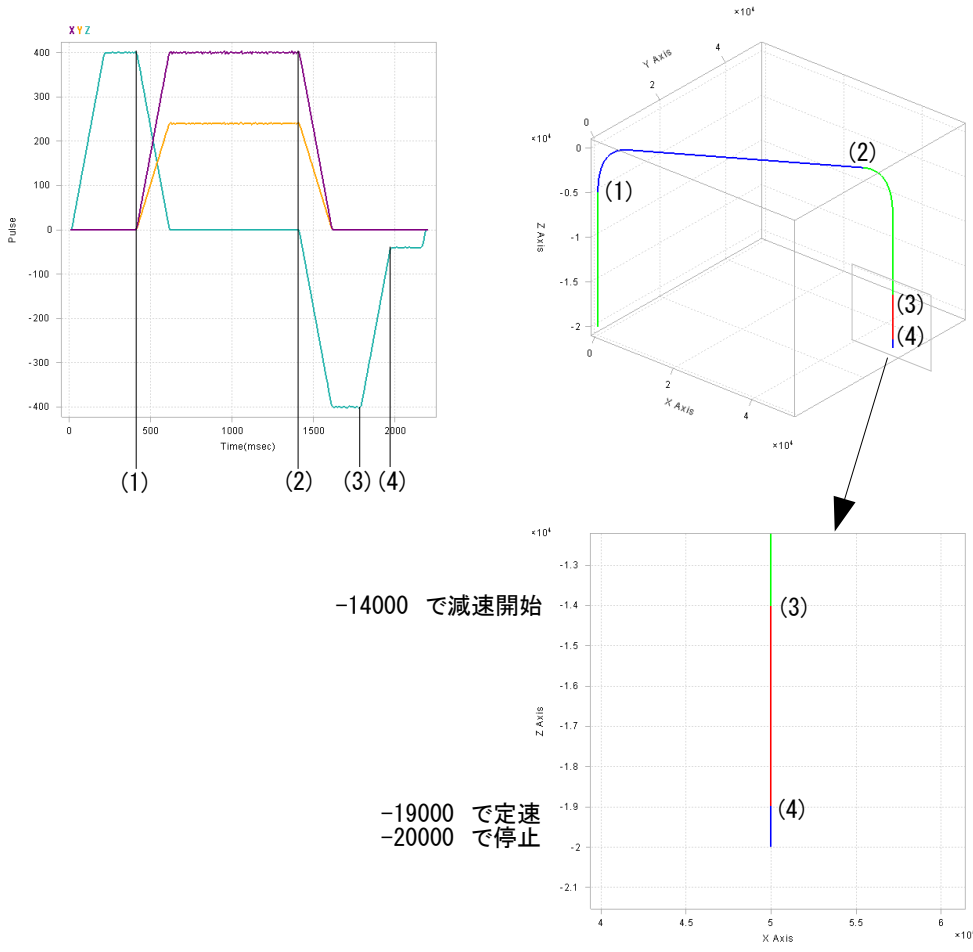 X Y Z
400
300
200
100
0
-100
-200
-300
-400
Pulse
0 500 1000 1500 2000
Time(msec)
(1) (2) (3) (4)
×10⁴
Y Axis
0 2 4
×10⁴
0
-0.5
-1
-1.5
-2
Z Axis
0 2 4
X Axis
×10⁴
(1)
(2)
(3)
(4)
×10⁴
-1.3
-1.4
-1.5
-1.6
-1.7
-1.8
-1.9
-2
-2.1
Z Axis
(3)
(4)
4 4.5 5 5.5 6
X Axis
-14000 で減速開始
-19000 で定速
-20000 で停止